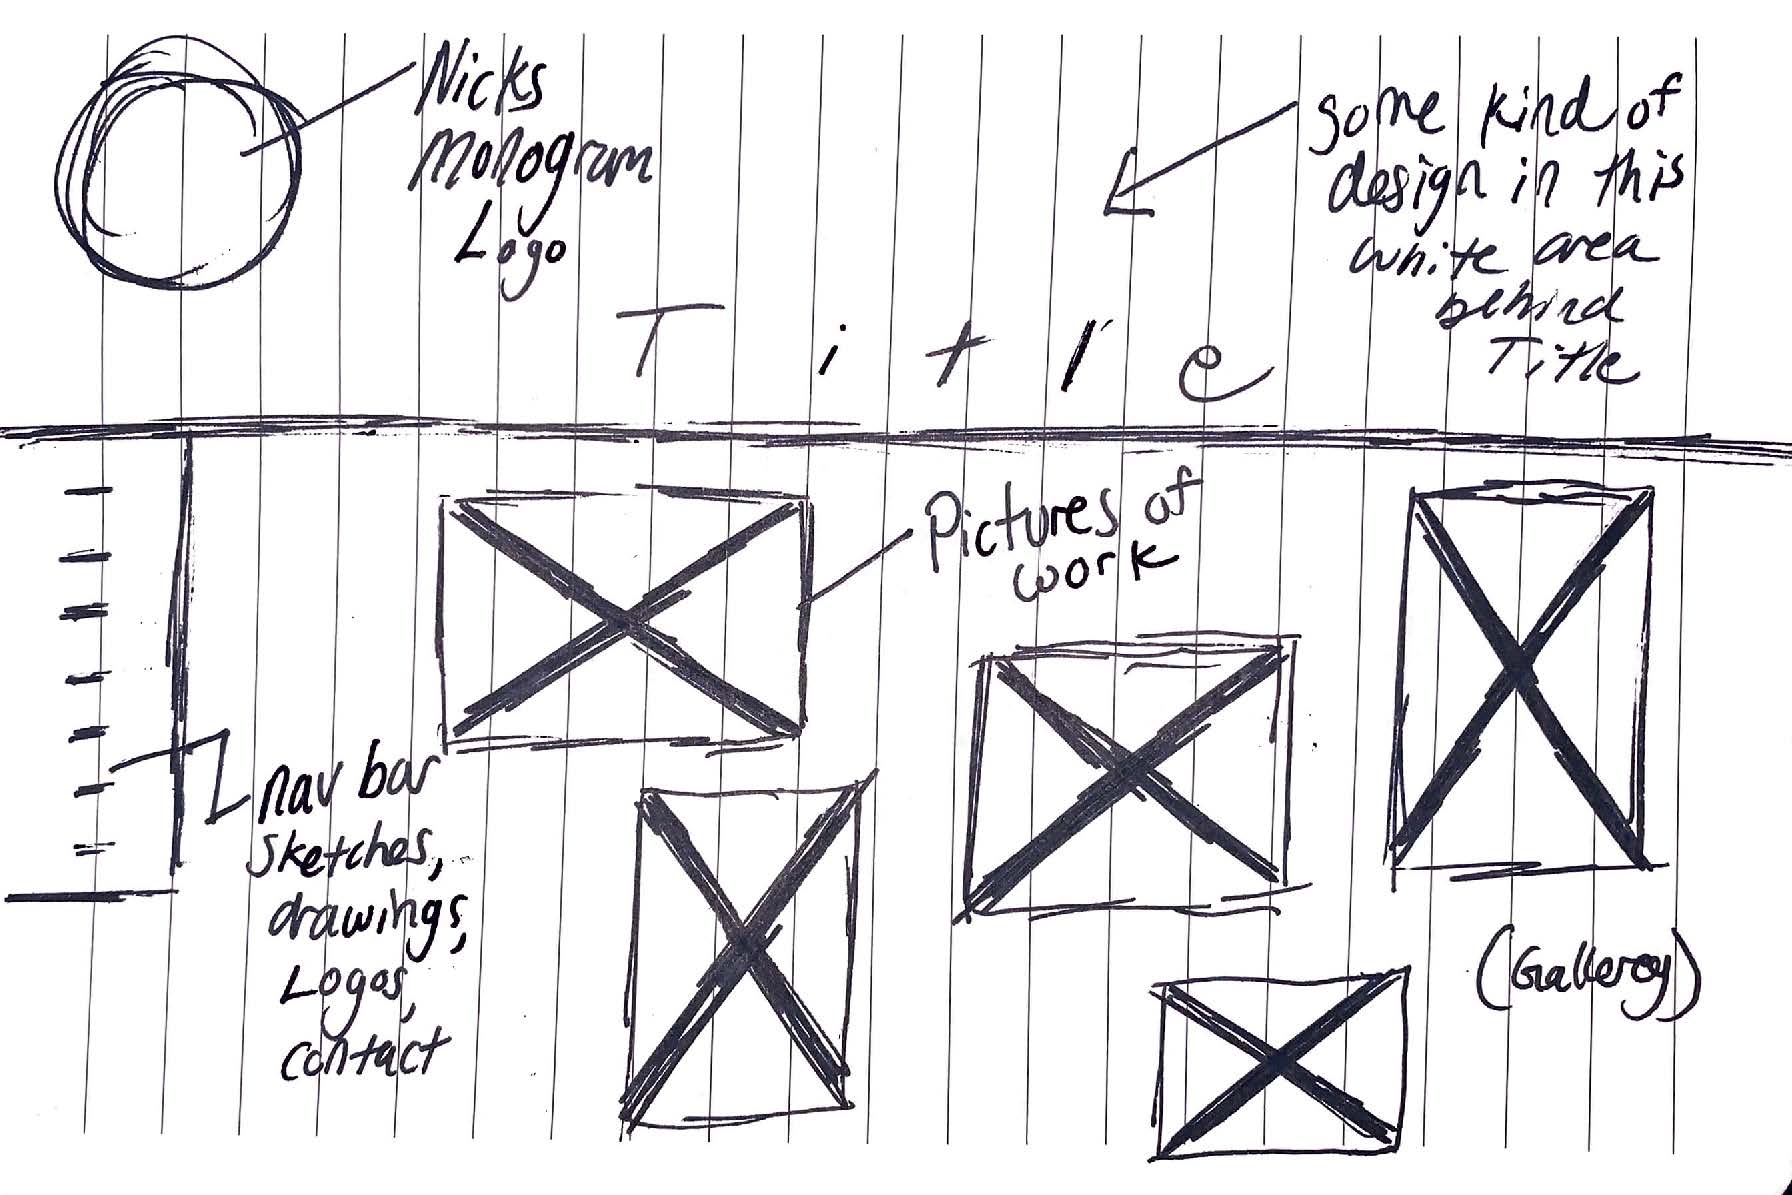 Nicks
Monogram
Logo
some kind of
design in this
white area
behind
Title
Title
Pictures of
work
nav bar
sketches,
drawings,
Logos,
contact
(Gallery)